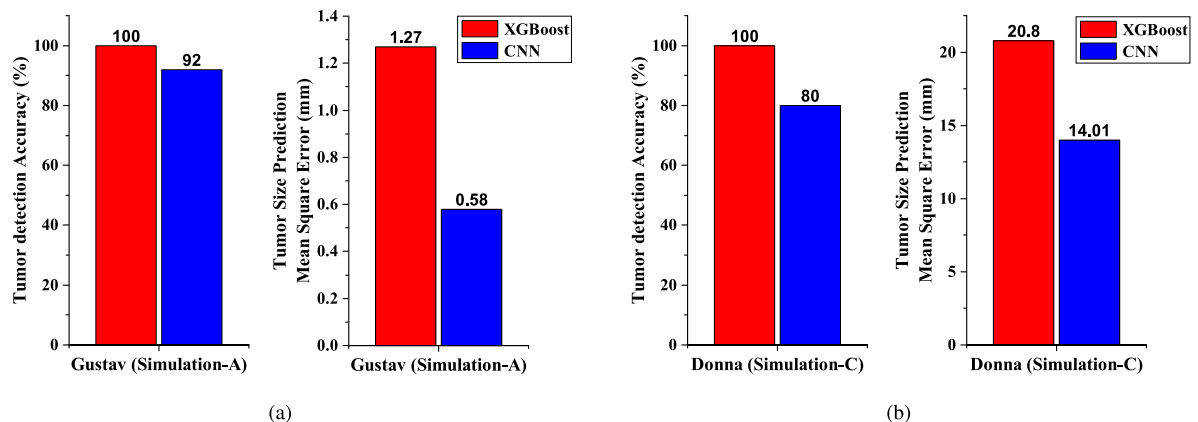 Tumor detection Accuracy (%)
100
80
60
40
20
0
100
92
Gustav (Simulation-A)
Tumor Size Prediction
Mean Square Error (mm)
1.4
1.2
1.0
0.8
0.6
0.4
0.2
0.0
1.27
0.58
XGBoost
CNN
Gustav (Simulation-A)
(a)
Tumor detection Accuracy (%)
100
80
60
40
20
0
100
80
Donna (Simulation-C)
Tumor Size Prediction
Mean Square Error (mm)
20
15
10
5
0
20.8
14.01
XGBoost
CNN
Donna (Simulation-C)
(b)